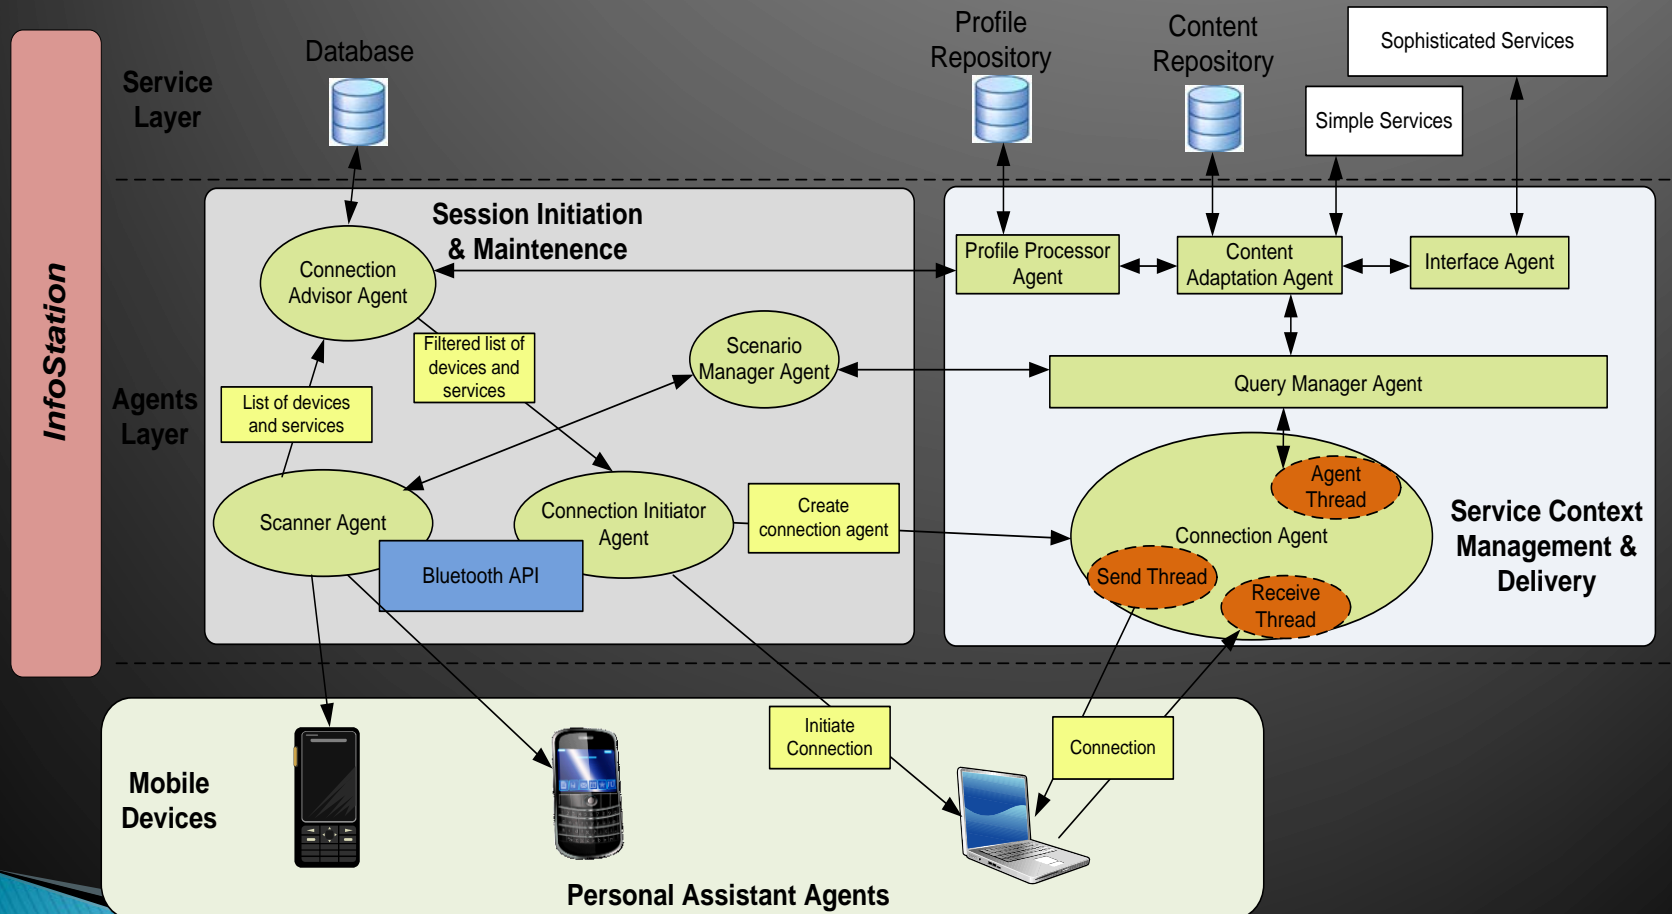 InfoStation
Service
Layer
Database
Profile
Repository
Content
Repository
Sophisticated Services
Simple Services
Agents
Layer
Session Initiation
& Maintenence
Connection
Advisor Agent
Filtered list of
devices and
services
List of devices
and services
Scenario
Manager Agent
Scanner Agent
Connection Initiator
Agent
Bluetooth API
Create
connection agent
Profile Processor
Agent
Content
Adaptation Agent
Interface Agent
Query Manager Agent
Agent
Thread
Connection Agent
Send Thread
Receive
Thread
Service Context
Management &
Delivery
Mobile
Devices
Initiate
Connection
Connection
Personal Assistant Agents